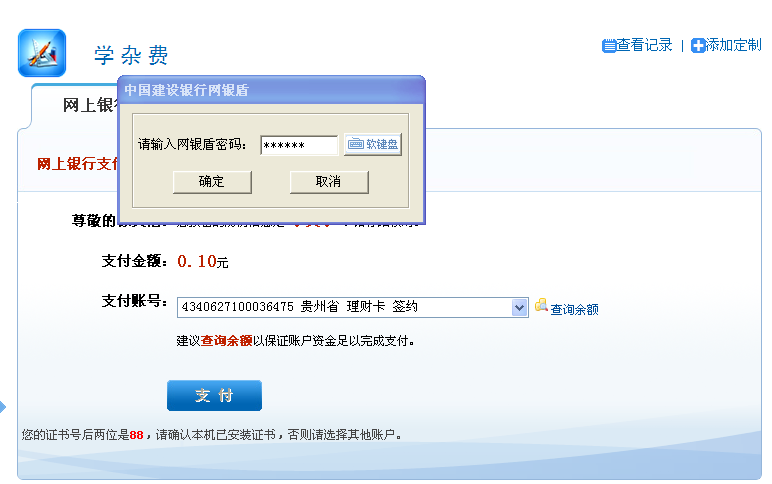 学杂费
查看记录 | 添加定制
中国建设银行网银盾
网上银行
请输入网银盾密码： ****** 软键盘
网上银行支付
确定 取消
尊敬的
支付金额： 0.10元
支付账号： 4340627100036475 贵州省 理财卡 签约 查询余额
建议查询余额以保证账户资金足以完成支付。
支付
您的证书号后两位是88，请确认本机已安装证书，否则请选择其他账户。